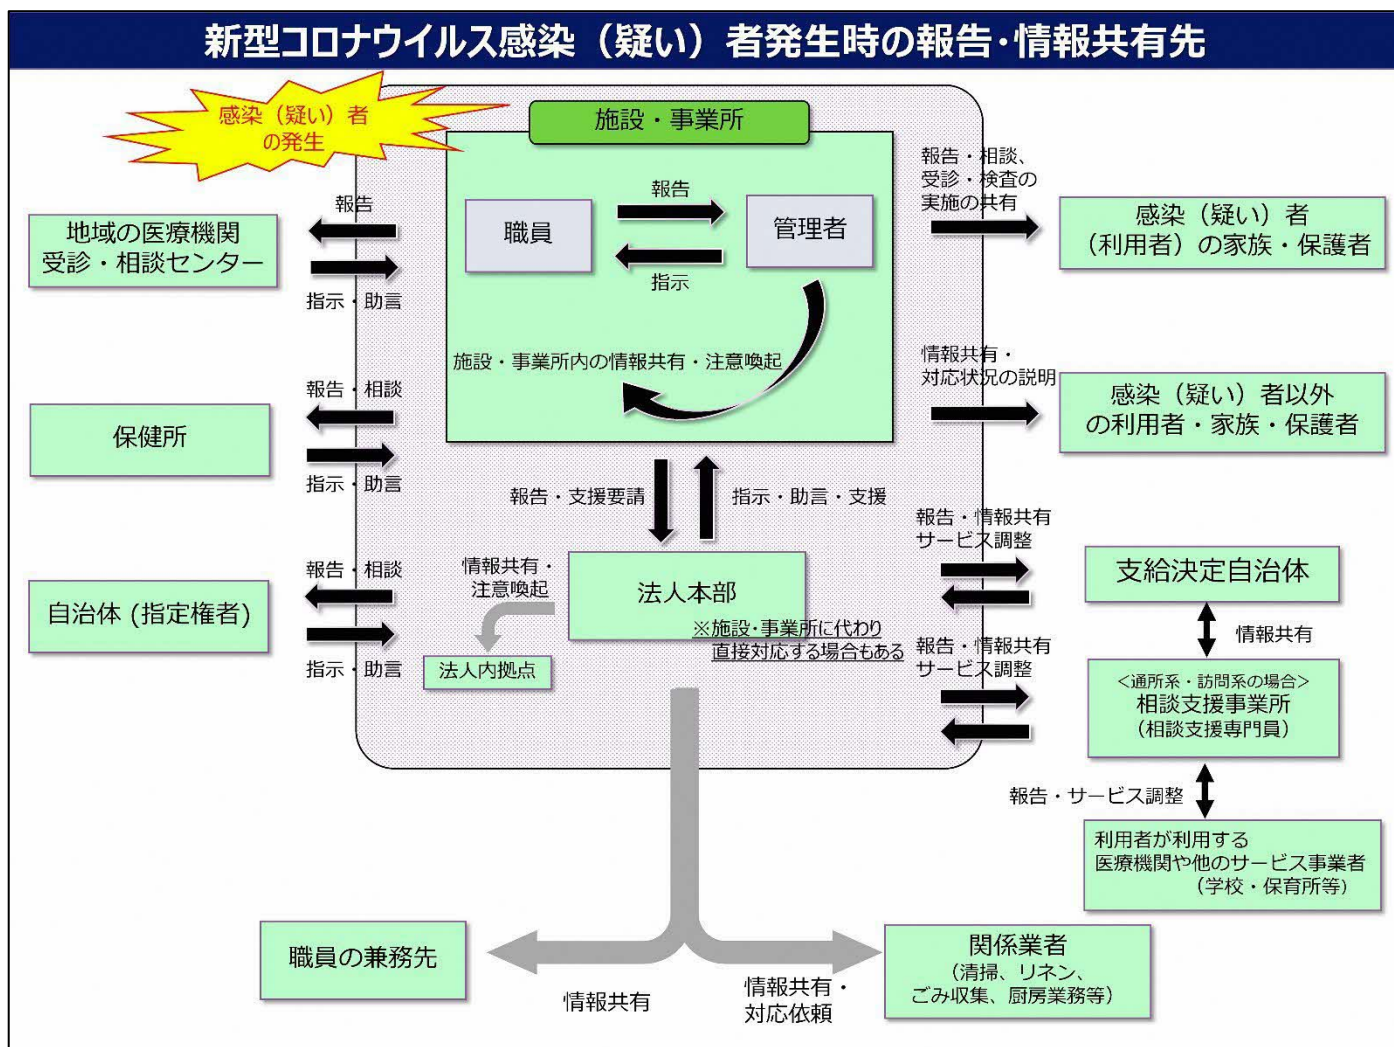 新型コロナウイルス感染（疑い）者発生時の報告・情報共有先
感染（疑い）者
の発生
施設・事業所
職員
報告
管理者
指示
施設・事業所内の情報共有・注意喚起
報告
地域の医療機関
受診・相談センター
指示・助言
報告・相談
保健所
指示・助言
報告・相談
自治体 (指定権者)
指示・助言
報告・相談、
受診・検査の
実施の共有
感染（疑い）者
（利用者）の家族・保護者
情報共有・
対応状況の説明
感染（疑い）者以外
の利用者・家族・保護者
報告・支援要請
指示・助言・支援
情報共有・
注意喚起
法人本部
※施設・事業所に代わり
直接対応する場合もある
法人内拠点
報告・情報共有
サービス調整
支給決定自治体
情報共有
報告・情報共有
サービス調整
＜通所系・訪問系の場合＞
相談支援事業所
（相談支援専門員）
報告・サービス調整
利用者が利用する
医療機関や他のサービス事業者
（学校・保育所等）
職員の兼務先
情報共有
情報共有・
対応依頼
関係業者
（清掃、リネン、
ごみ収集、厨房業務等）